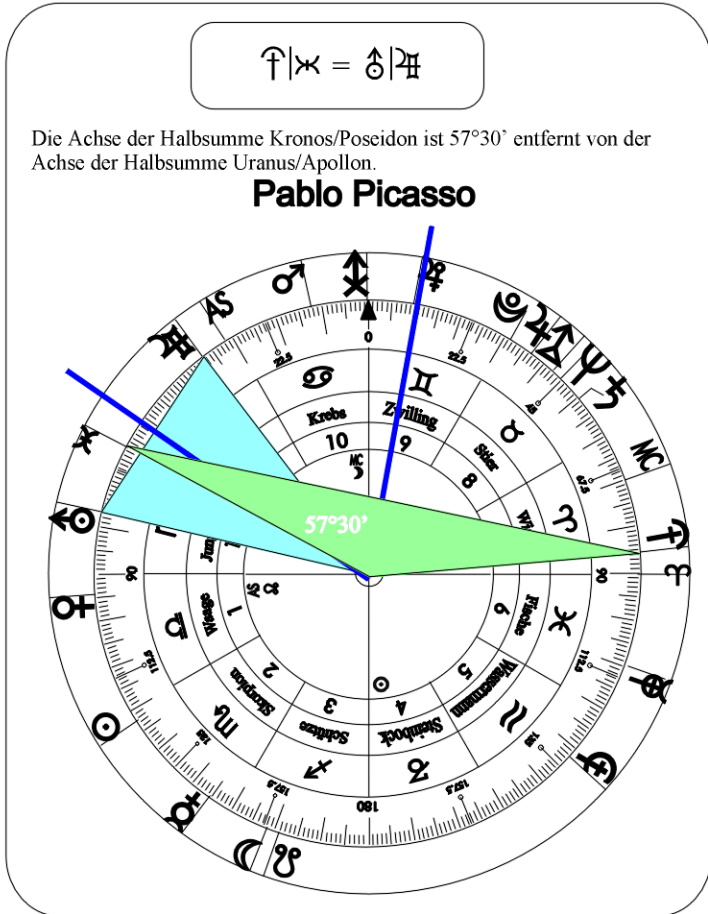 Die Achse der Halbsumme Kronos/Poseidon ist 57°30’ entfernt von der
Achse der Halbsumme Uranus/Apollon.
Pablo Picasso
0
22.5
22.5
45
67.5
90
90
112.5
112.5
135
135
157.5
157.5
180
AS
MC
Krebs
Zwilling
Stier
Fische
Wassermann
Steinbock
Schütze
Skorpion
Waage
10
9
8
6
5
4
3
2
1
MC
57°30’